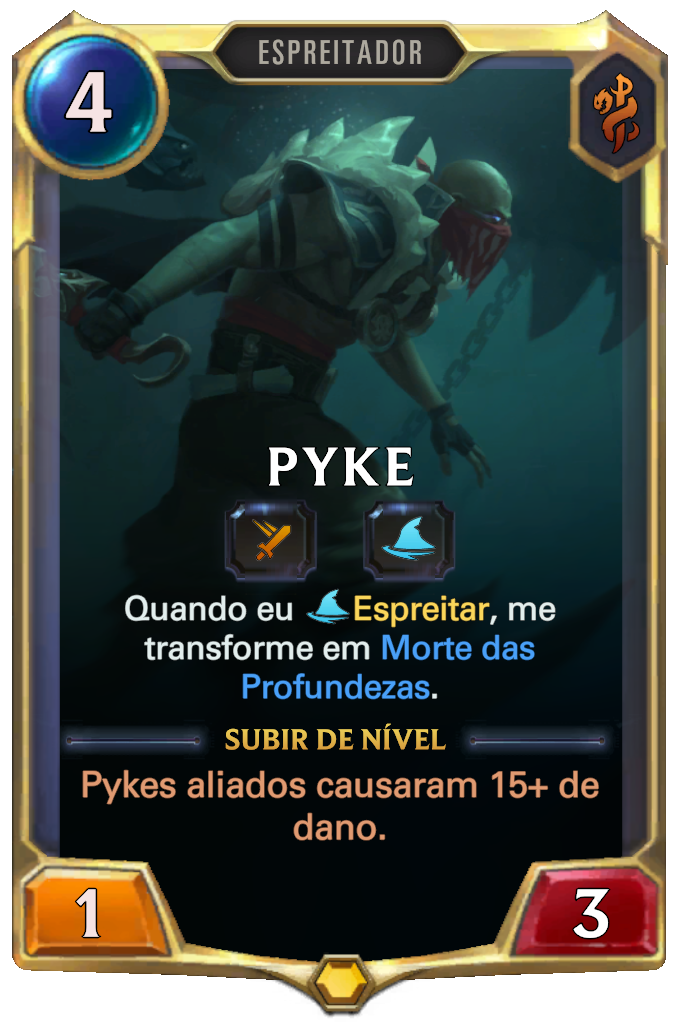 ESPREITADOR
4
PYKE
Quando eu Espreitar, me
transforme em Morte das
Profundezas.
SUBIR DE NÍVEL
Pykes aliados causaram 15+ de
dano.
1
3